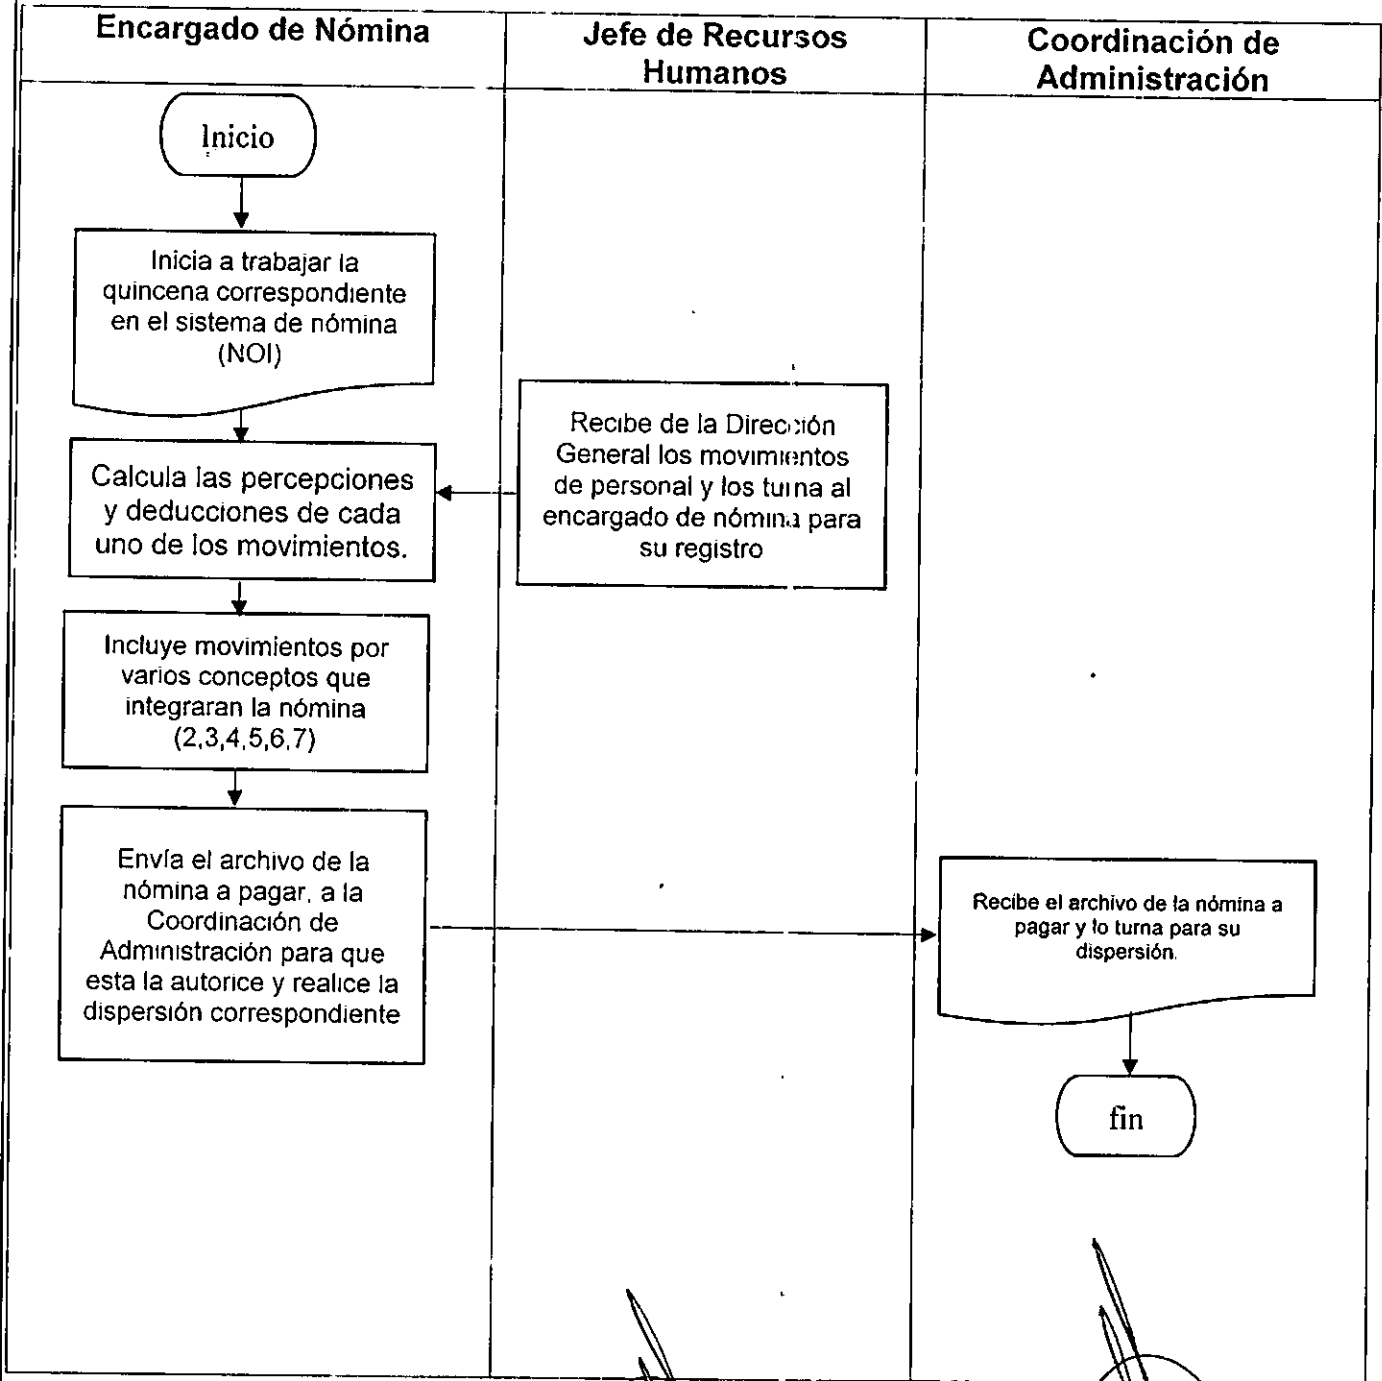 Encargado de Nómina
Jefe de Recursos
Humanos
Coordinación de
Administración
Inicio
Inicia a trabajar la
quincena correspondiente
en el sistema de nómina
(NOI)
Calcula las percepciones
y deducciones de cada
uno de los movimientos.
Recibe de la Dirección
General los movimientos
de personal y los turna al
encargado de nómina para
su registro
Incluye movimientos por
varios conceptos que
integraran la nómina
(2,3,4,5,6,7)
Envía el archivo de la
nómina a pagar, a la
Coordinación de
Administración para que
esta la autorice y realice la
dispersión correspondiente
Recibe el archivo de la nómina a
pagar y lo turna para su
dispersión.
fin